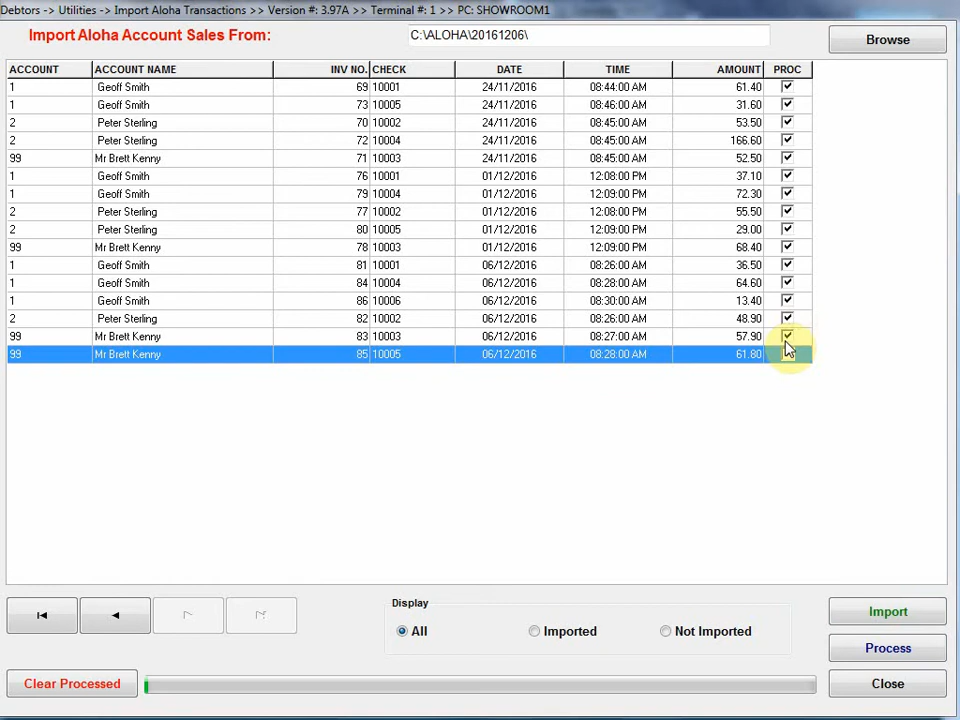 Debtors -> Utilities -> Import Aloha Transactions >> Version #: 3.97A >> Terminal #: 1 >> PC: SHOWROOM1
Import Aloha Account Sales From: C:\ALOHA\20161206\ Browse
ACCOUNT ACCOUNT NAME INV NO. CHECK DATE TIME AMOUNT PROC
1 Geoff Smith 69 10001 24/11/2016 08:44:00 AM 61.40
1 Geoff Smith 73 10005 24/11/2016 08:46:00 AM 31.60
2 Peter Sterling 70 10002 24/11/2016 08:45:00 AM 53.50
2 Peter Sterling 72 10004 24/11/2016 08:45:00 AM 166.60
99 Mr Brett Kenny 71 10003 24/11/2016 08:45:00 AM 52.50
1 Geoff Smith 76 10001 01/12/2016 12:08:00 PM 37.10
1 Geoff Smith 79 10004 01/12/2016 12:09:00 PM 72.30
2 Peter Sterling 77 10002 01/12/2016 12:08:00 PM 55.50
2 Peter Sterling 80 10005 01/12/2016 12:09:00 PM 29.00
99 Mr Brett Kenny 78 10003 01/12/2016 12:09:00 PM 68.40
1 Geoff Smith 81 10001 06/12/2016 08:26:00 AM 36.50
1 Geoff Smith 84 10004 06/12/2016 08:28:00 AM 64.60
1 Geoff Smith 86 10006 06/12/2016 08:30:00 AM 13.40
2 Peter Sterling 82 10002 06/12/2016 08:26:00 AM 48.90
99 Mr Brett Kenny 83 10003 06/12/2016 08:27:00 AM 57.90
99 Mr Brett Kenny 85 10005 06/12/2016 08:28:00 AM 61.80
Display
All Imported Not Imported
Import
Process
Clear Processed Close